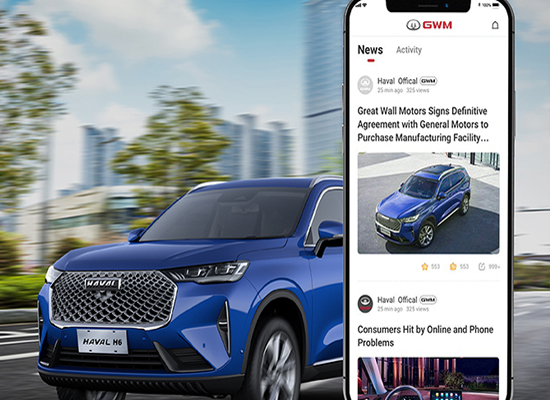 GWM
News Activity
Haval Offical GWM
25 min ago 325 views
Great Wall Motors Signs Definitive
Agreement with General Motors to
Purchase Manufacturing Facility...
553 553 999+
Haval Offical GWM
25 min ago 325 views
Consumers Hit by Online and Phone
Problems
HAVAL
HAVAL H6